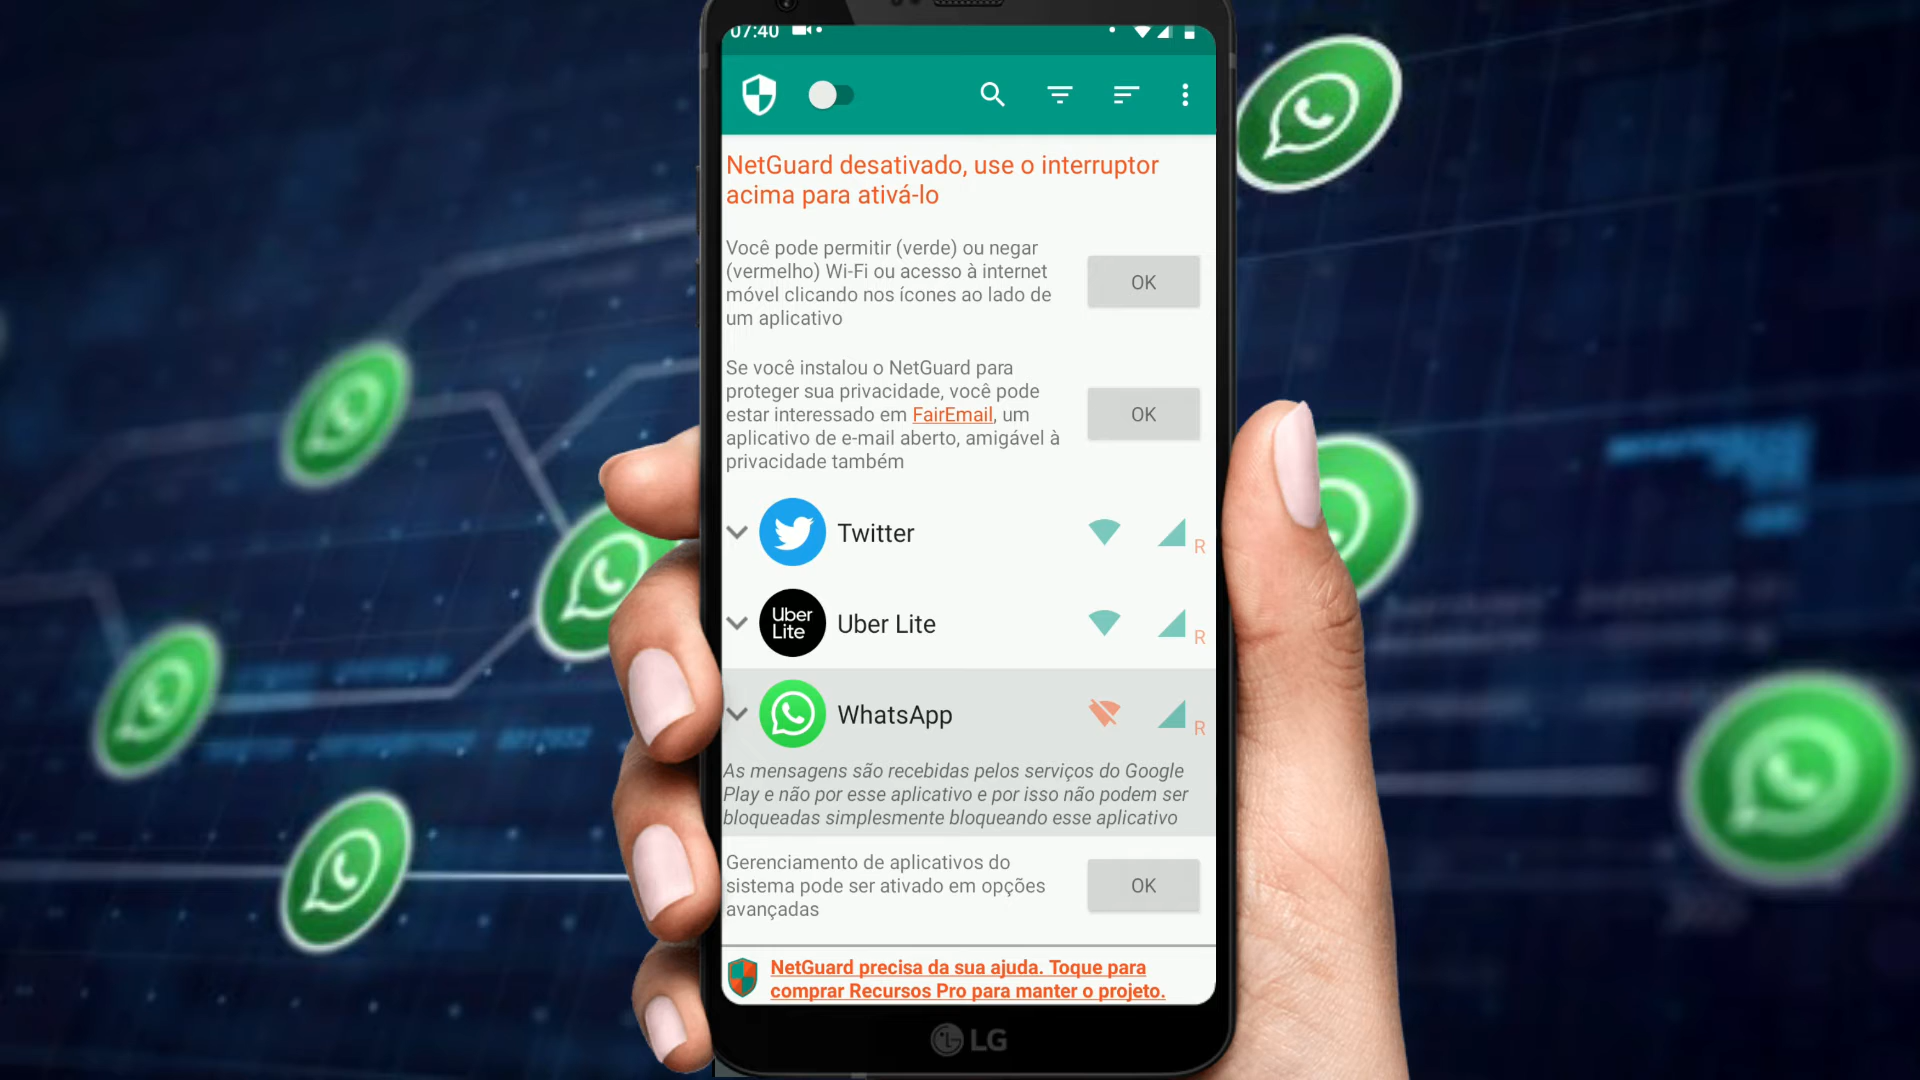 07:40
NetGuard desativado, use o interruptor
acima para ativá-lo
Você pode permitir (verde) ou negar
(vermelho) Wi-Fi ou acesso à internet
móvel clicando nos ícones ao lado de
um aplicativo
OK
Se você instalou o NetGuard para
proteger sua privacidade, você pode
estar interessado em FairEmail, um
aplicativo de e-mail aberto, amigável à
privacidade também
OK
Twitter
R
Uber
Lite
Uber Lite
R
WhatsApp
R
As mensagens são recebidas pelos serviços do Google
Play e não por esse aplicativo e por isso não podem ser
bloqueadas simplesmente bloqueando esse aplicativo
Gerenciamento de aplicativos do
sistema pode ser ativado em opções
avançadas
OK
NetGuard precisa da sua ajuda. Toque para
comprar Recursos Pro para manter o projeto.
LG